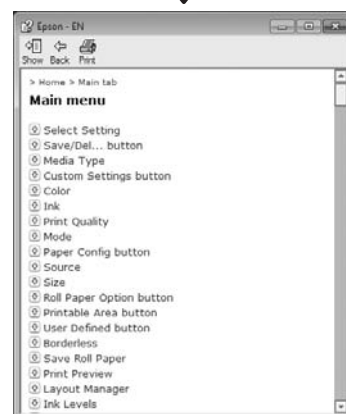 Epson - EN
Show Back Print
> Home > Main tab
Main menu
Select Setting
Save/Del... button
Media Type
Custom Settings button
Color
Ink
Print Quality
Mode
Paper Config button
Source
Size
Roll Paper Option button
Printable Area button
User Defined button
Borderless
Save Roll Paper
Print Preview
Layout Manager
Ink Levels